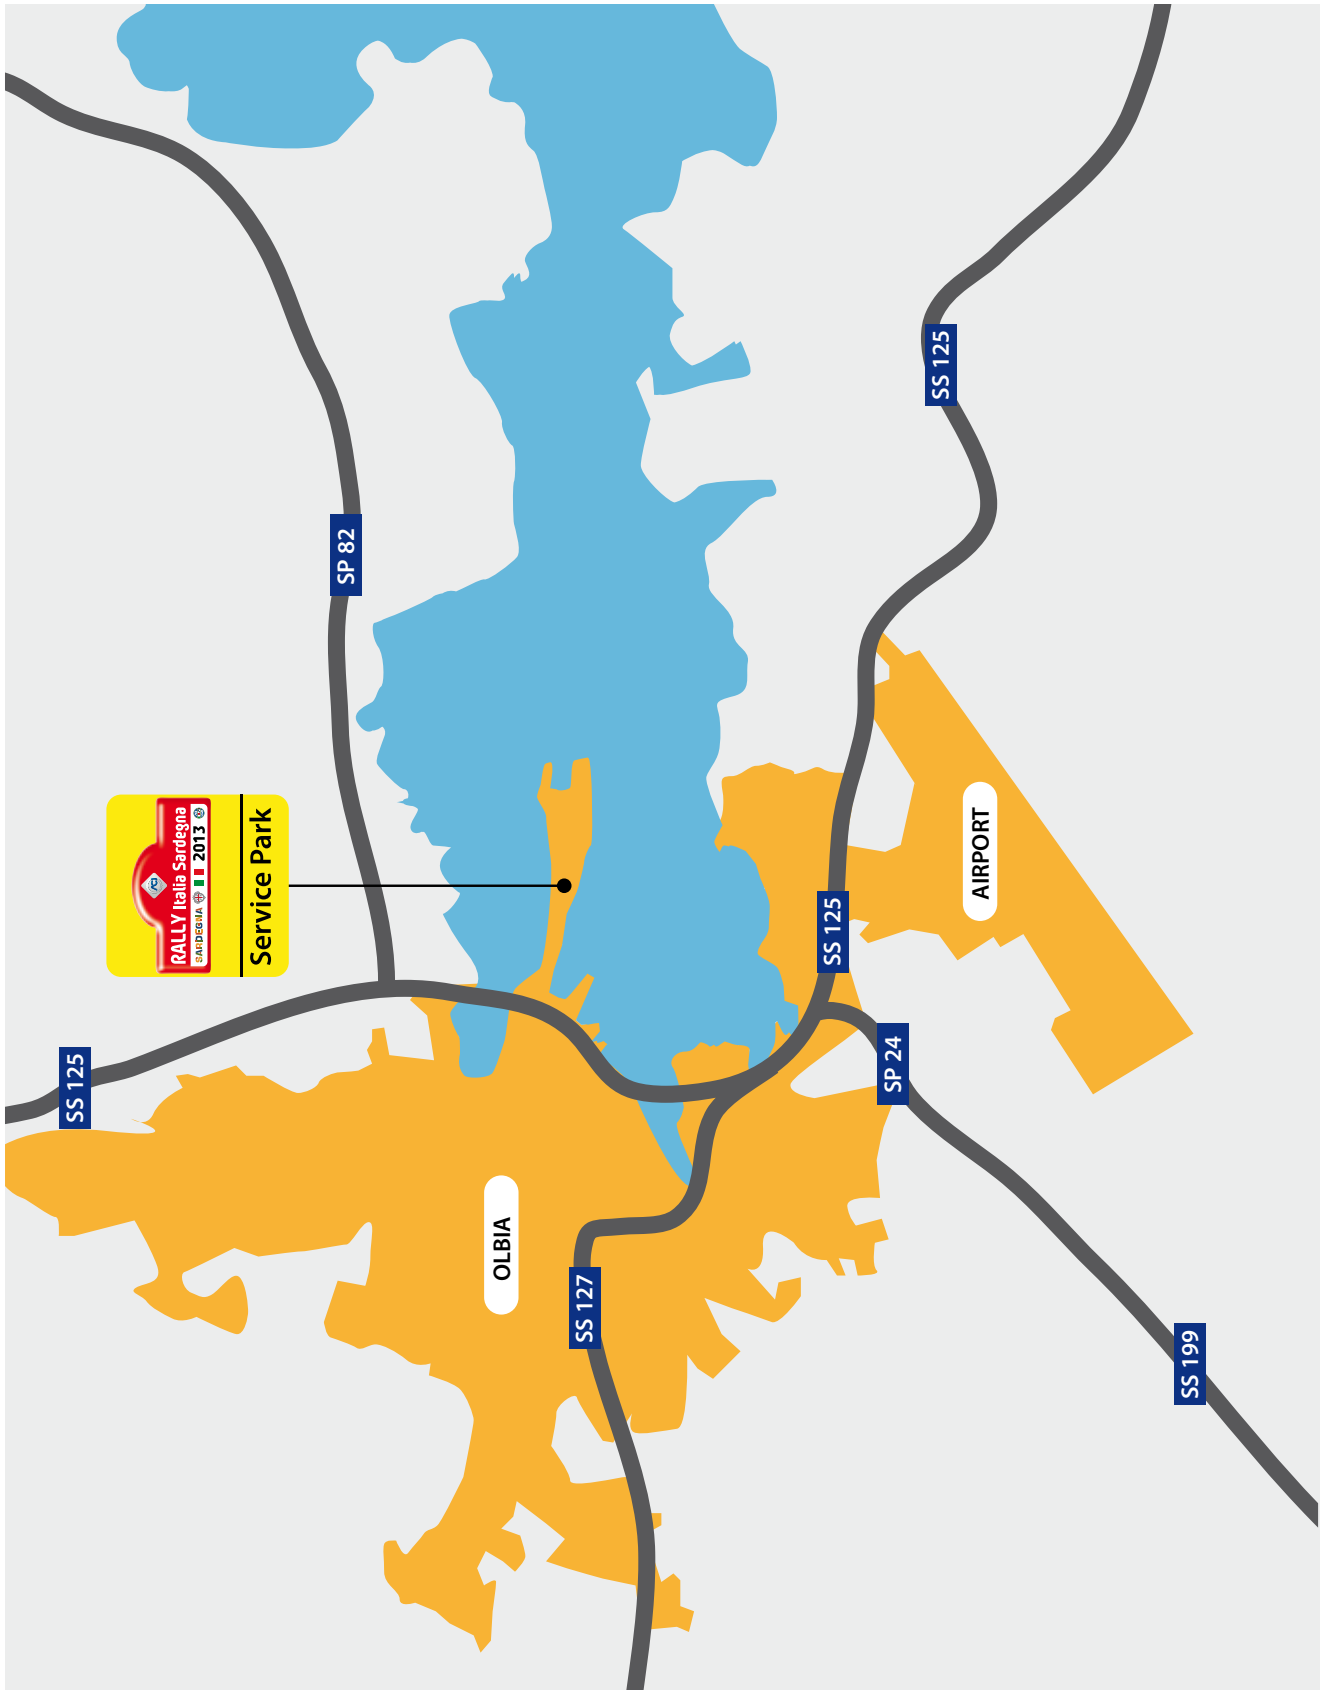 SS 125
ACI
RALLY Italia Sardegna
SARDEGNA 2013
Service Park
SP 82
OLBIA
SS 127
SS 125
SP 24
SS 125
AIRPORT
SS 199